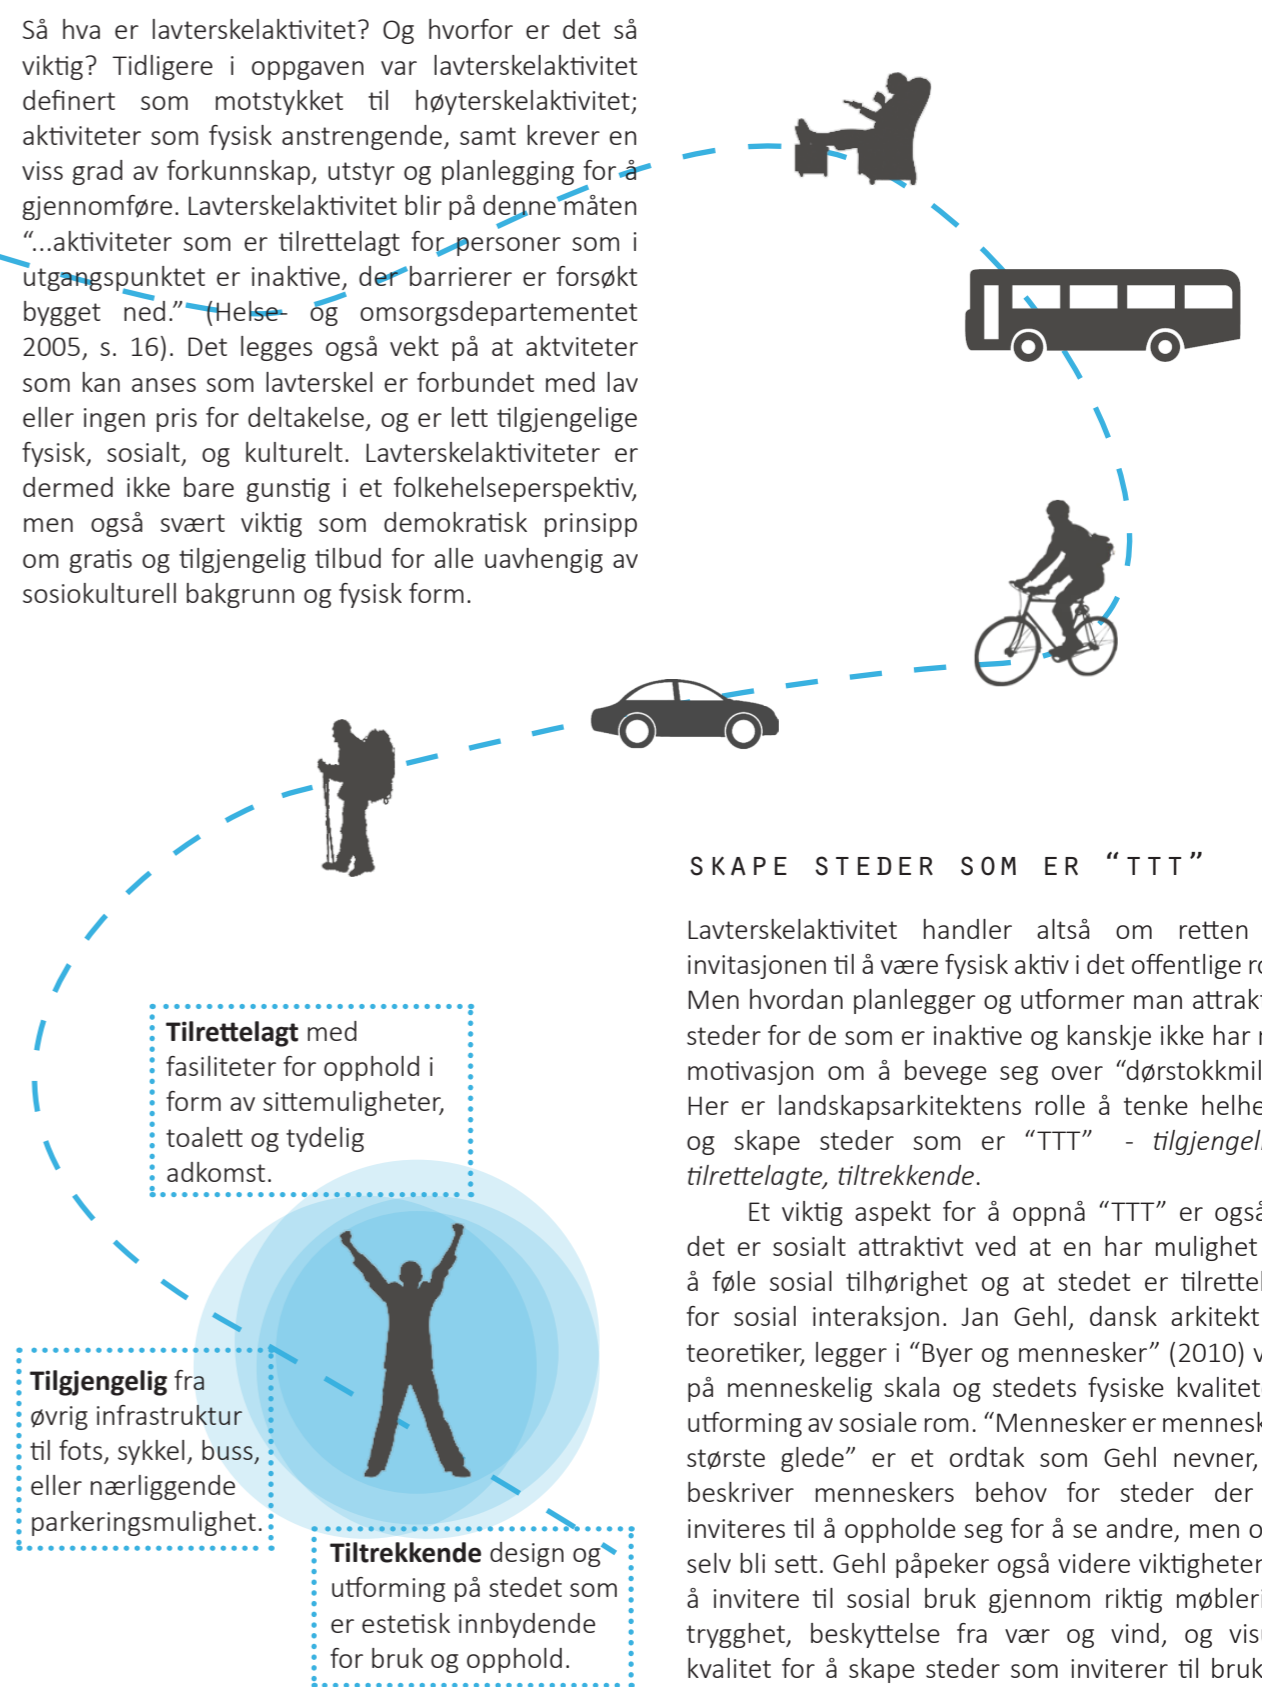 Så hva er lavterskelaktivitet? Og hvorfor er det så
viktig? Tidligere i oppgaven var lavterskelaktivitet
definert som motstykket til høyterskelaktivitet;
aktiviteter som fysisk anstrengende, samt krever en
viss grad av forkunnskap, utstyr og planlegging for å
gjennomføre. Lavterskelaktivitet blir på denne måten
“...aktiviteter som er tilrettelagt for personer som i
utgangspunktet er inaktive, der barrierer er forsøkt
bygget ned.” (Helse- og omsorgsdepartementet
2005, s. 16). Det legges også vekt på at aktviteter
som kan anses som lavterskel er forbundet med lav
eller ingen pris for deltakelse, og er lett tilgjengelige
fysisk, sosialt, og kulturelt. Lavterskelaktiviteter er
dermed ikke bare gunstig i et folkehelseperspektiv,
men også svært viktig som demokratisk prinsipp
om gratis og tilgjengelig tilbud for alle uavhengig av
sosiokulturell bakgrunn og fysisk form.
Tilrettelagt med
fasiliteter for opphold i
form av sittemuligheter,
toalett og tydelig
adkomst.
Tilgjengelig fra
øvrig infrastruktur
til fots, sykkel, buss,
eller nærliggende
parkeringsmulighet.
Tiltrekkende design og
utforming på stedet som
er estetisk innbydende
for bruk og opphold.
SKAPE STEDER SOM ER “TTT”
Lavterskelaktivitet handler altså om retten
invitasjonen til å være fysisk aktiv i det offentlige ro
Men hvordan planlegger og utformer man attrakt
steder for de som er inaktive og kanskje ikke har
motivasjon om å bevege seg over “dørstokkmil
Her er landskapsarkitektens rolle å tenke helhe
og skape steder som er “TTT” - tilgjengel
tilrettelagte, tiltrekkende.
Et viktig aspekt for å oppnå “TTT” er også
det er sosialt attraktivt ved at en har mulighet
å føle sosial tilhørighet og at stedet er tilrettel
for sosial interaksjon. Jan Gehl, dansk arkitekt
teoretiker, legger i “Byer og mennesker” (2010) v
på menneskelig skala og stedets fysiske kvalitet
utforming av sosiale rom. “Mennesker er mennesk
største glede” er et ordtak som Gehl nevner,
beskriver menneskers behov for steder der
inviteres til å oppholde seg for å se andre, men o
selv bli sett. Gehl påpeker også videre viktigheten
å invitere til sosial bruk gjennom riktig møbleri
trygghet, beskyttelse fra vær og vind, og visu
kvalitet for å skape steder som inviterer til bruk